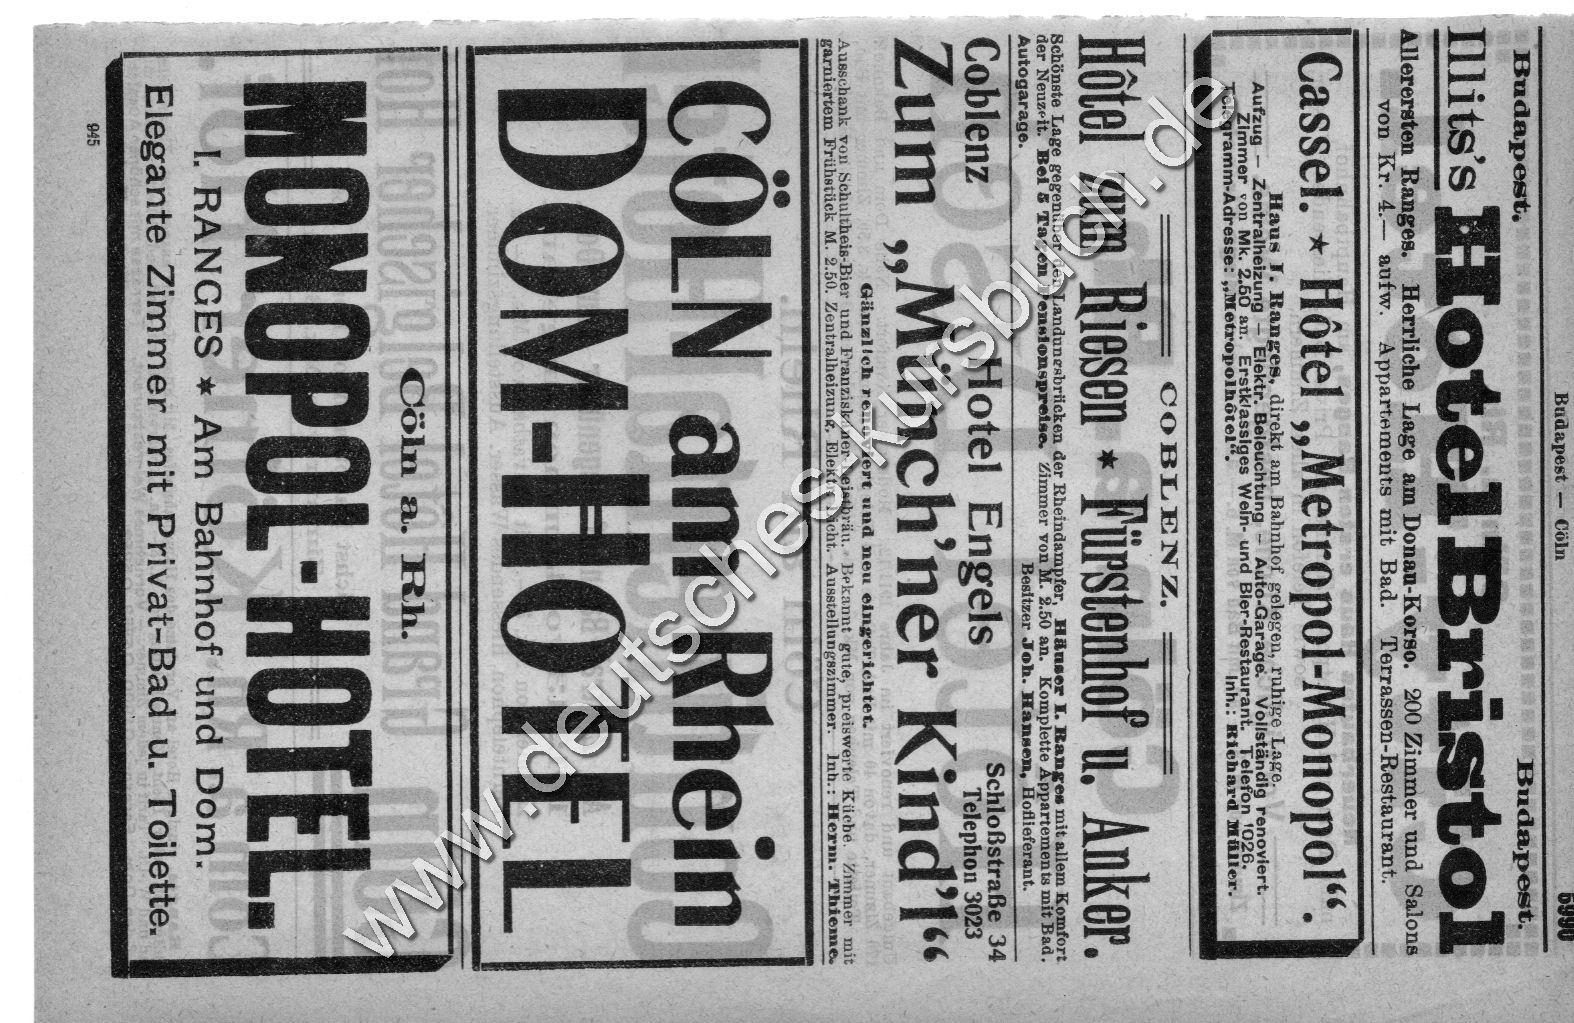 Budapest — Cöln
5990
Budapest. Budapest.
Illits's Hotel Bristol
Allerersten Ranges. Herrliche Lage am Donau-Korso. 200 Zimmer und Salons
von Kr. 4.— aufw. Appartements mit Bad. Terrassen-Restaurant.
Cassel. ★ Hôtel „Metropol-Monopol“.
Haus I. Ranges, direkt am Bahnhof gelegen, ruhige Lage.
Aufzug — Zentralheizung — Elektr. Beleuchtung — Auto-Garage. Vollständig renoviert.
Zimmer von Mk. 2.50 an. Erstklassiges Wein- und Bier-Restaurant. Telefon 1026.
Telegramm-Adresse: „Metropolhôtel“. Inh.: Richard Müller.
COBLENZ.
Hôtel zum Riesen ★ Fürstenhof u. Anker.
Schönste Lage gegenüber den Landungsbrücken der Rheindampfer, Häuser I. Ranges mit allem Komfort
der Neuzeit. Bei 5 Tagen Pensionspreise. Zimmer von M. 2.50 an. Komplette Appartements mit Bad.
Autogarage. Besitzer Joh. Hansen, Hoflieferant.
Coblenz Hotel Engels Schloßstraße 34
Telephon 3023
Zum „Münch'ner Kind'l“
Gänzlich renoviert und neu eingerichtet.
Ausschank von Schultheis-Bier und Franziskaner-Leistbräu. Bekannt gute, preiswerte Küche. Zimmer mit
garniertem Frühstück M. 2.50. Zentralheizung, Elektr. Licht. Ausstellungszimmer. Inh.: Herm. Thieme.
CÖLN am Rhein
DOM-HOTEL
Cöln a. Rh.
MONOPOL-HOTEL.
I. RANGES ★ Am Bahnhof und Dom.
Elegante Zimmer mit Privat-Bad u. Toilette.
945
www.deutsches-kursbuch.de